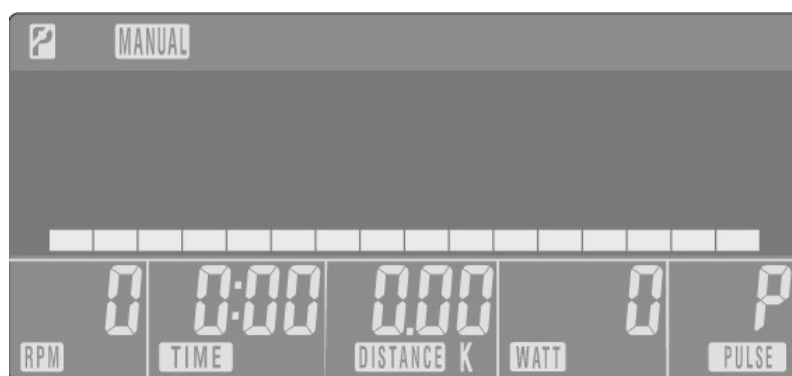 P MANUAL
0 0:00 0.00 0 P
RPM TIME DISTANCE K WATT PULSE